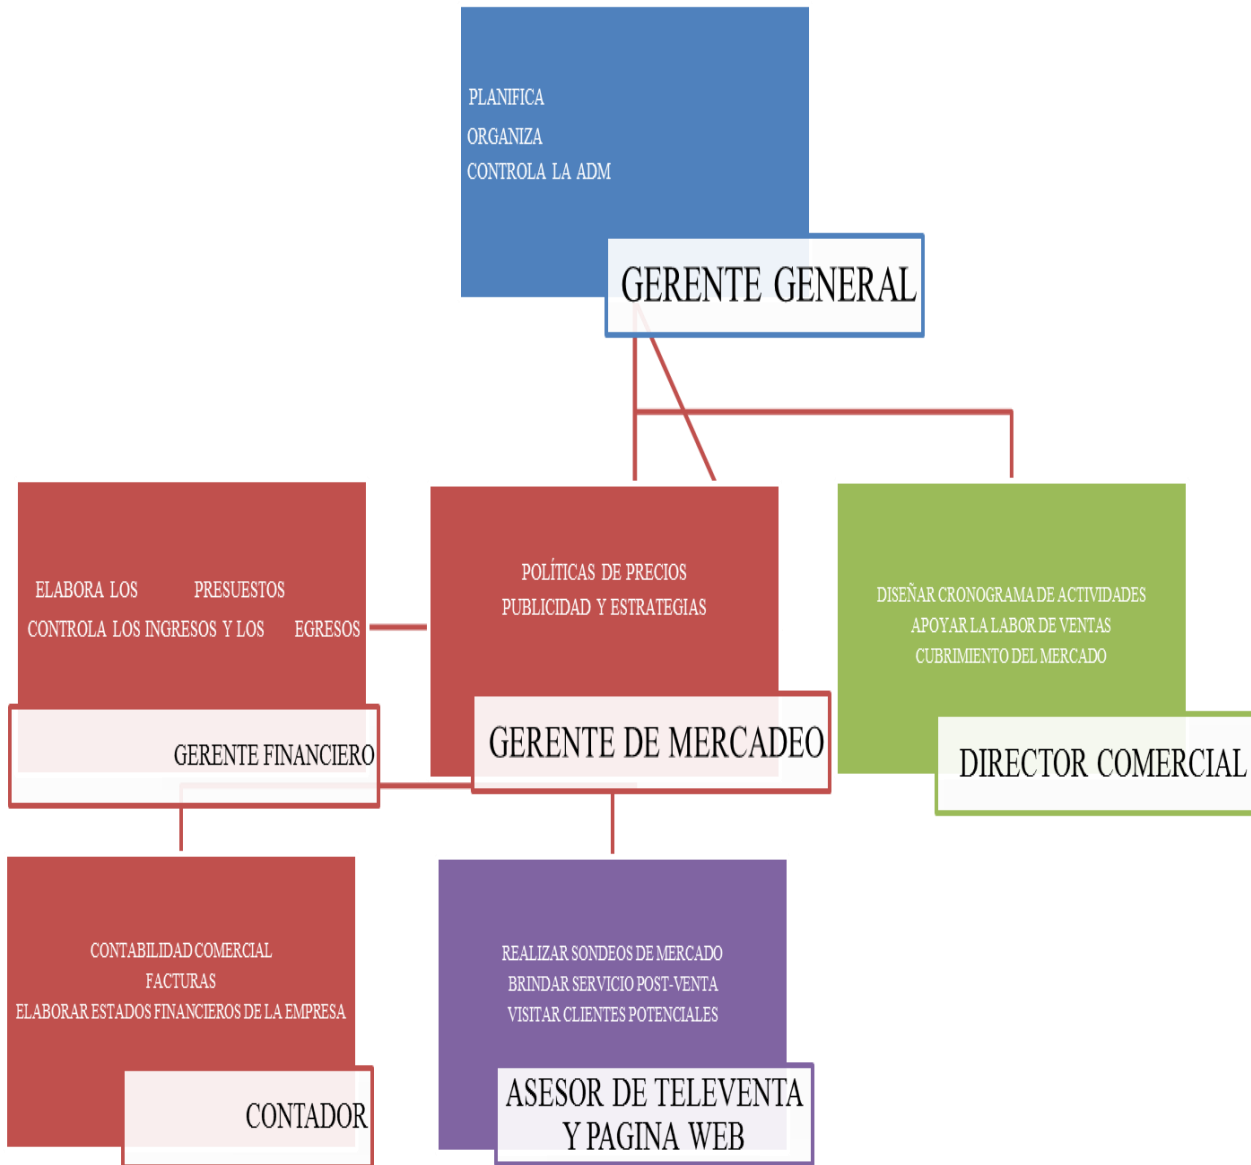 PLANIFICA
ORGANIZA
CONTROLA LA ADM
GERENTE GENERAL
ELABORA LOS PRESUESTOS
CONTROLA LOS INGRESOS Y LOS EGRESOS
GERENTE FINANCIERO
POLÍTICAS DE PRECIOS
PUBLICIDAD Y ESTRATEGIAS
GERENTE DE MERCADEO
DISEÑAR CRONOGRAMA DE ACTIVIDADES
APOYAR LA LABOR DE VENTAS
CUBRIMIENTO DEL MERCADO
DIRECTOR COMERCIAL
CONTABILIDAD COMERCIAL
FACTURAS
ELABORAR ESTADOS FINANCIEROS DE LA EMPRESA
CONTADOR
REALIZAR SONDEOS DE MERCADO
BRINDAR SERVICIO POST-VENTA
VISITAR CLIENTES POTENCIALES
ASESOR DE TELEVENTA
Y PAGINA WEB